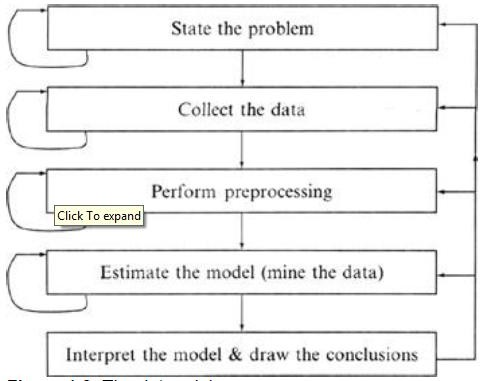 State the problem
Collect the data
Perform preprocessing
Click To expand
Estimate the model (mine the data)
Interpret the model & draw the conclusions